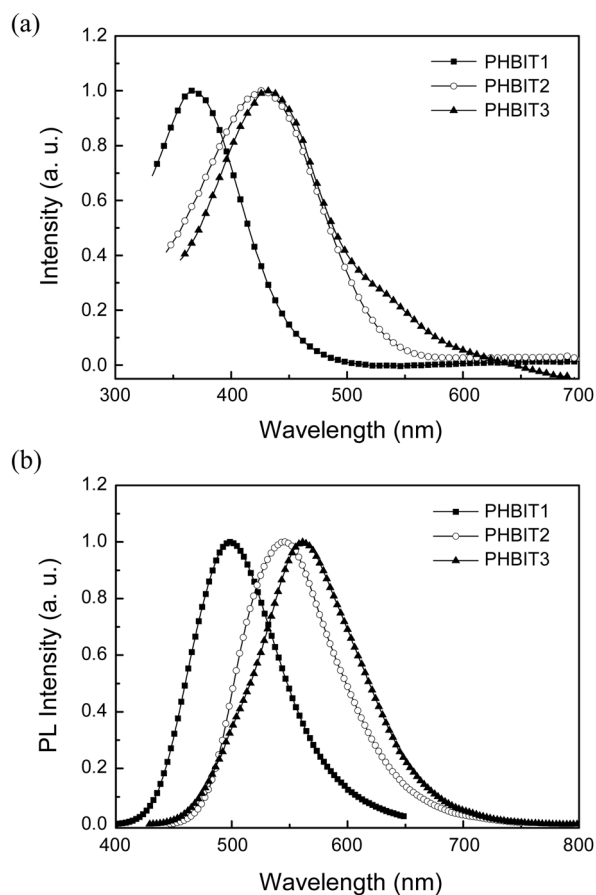 (a)
1.2
1.0
0.8
0.6
0.4
0.2
0.0
Intensity (a. u.)
PHBIT1
PHBIT2
PHBIT3
300 400 500 600 700
Wavelength (nm)
(b)
1.2
1.0
0.8
0.6
0.4
0.2
0.0
PL Intensity (a. u.)
PHBIT1
PHBIT2
PHBIT3
400 500 600 700 800
Wavelength (nm)